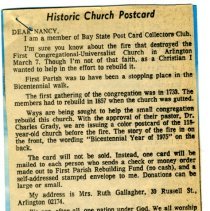 Historic Church Postcard
DEAR NANCY,
I am a member of Bay State Post Card Collectors Club.
I'm sure you know about the fire that destroyed the
First Congregational-Universalist Church in Arlington
March 7. Though I'm not of that faith, as a Christian I
wanted to help in the effort to rebuild it.
First Parish was to have been a stopping place in the
Bicentennial walk.
The first gathering of the congregation was in 1733. The
members had to rebuild in 1857 when the church was gutted.
Ways are being sought to help the small congregation
rebuild this church. With the approval of their pastor, Dr.
Charles Grady, we are issuing a color postcard of the 118-
year-old church before the fire. The story of the fire is on
front, the wording "Bicentennial Year of 1975" on the
back.
The card will not be sold. Instead, one card will be
mailed to each person who sends a check or money order
made out to First Parish Rebuilding Fund (no cash), and a
self-addressed stamped envelope to me. Donations can be
large or small.
My address is Mrs. Ruth Gallagher, 30 Russell St.,
Arlington 02174.
all one nation under God. We all worship